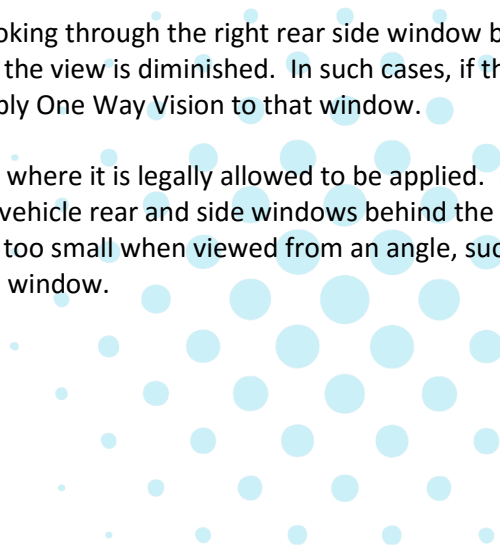 oking through the right rear side window b
the view is diminished. In such cases, if th
ply One Way Vision to that window.
where it is legally allowed to be applied.
vehicle rear and side windows behind the
too small when viewed from an angle, suc
window.